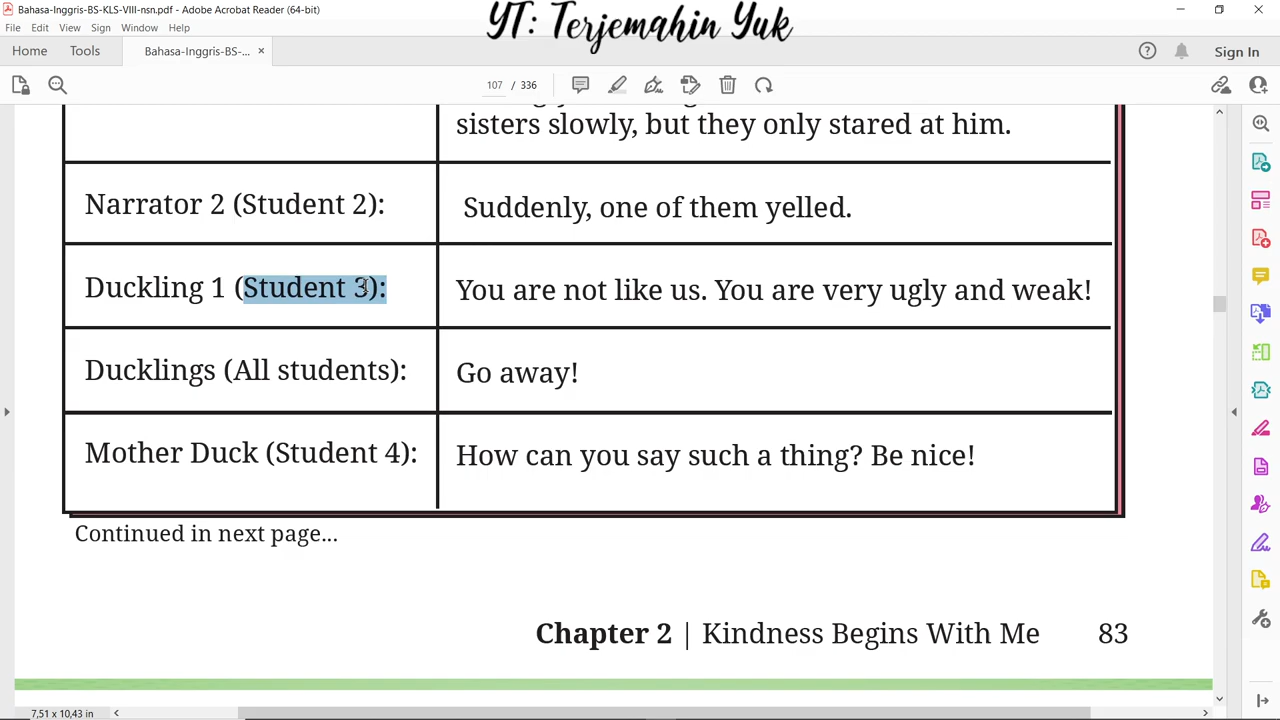 Bahasa-Inggris-BS-KLS-VIII-nsn.pdf - Adobe Acrobat Reader (64-bit)
YT: Terjemahin Yuk
File Edit View Sign Window Help
Home Tools Bahasa-Inggris-BS-... × Sign In
107 / 336
sisters slowly, but they only stared at him.
Narrator 2 (Student 2): Suddenly, one of them yelled.
Duckling 1 (Student 3): You are not like us. You are very ugly and weak!
Ducklings (All students): Go away!
Mother Duck (Student 4): How can you say such a thing? Be nice!
Continued in next page...
Chapter 2 | Kindness Begins With Me 83
7,51 x 10,43 in